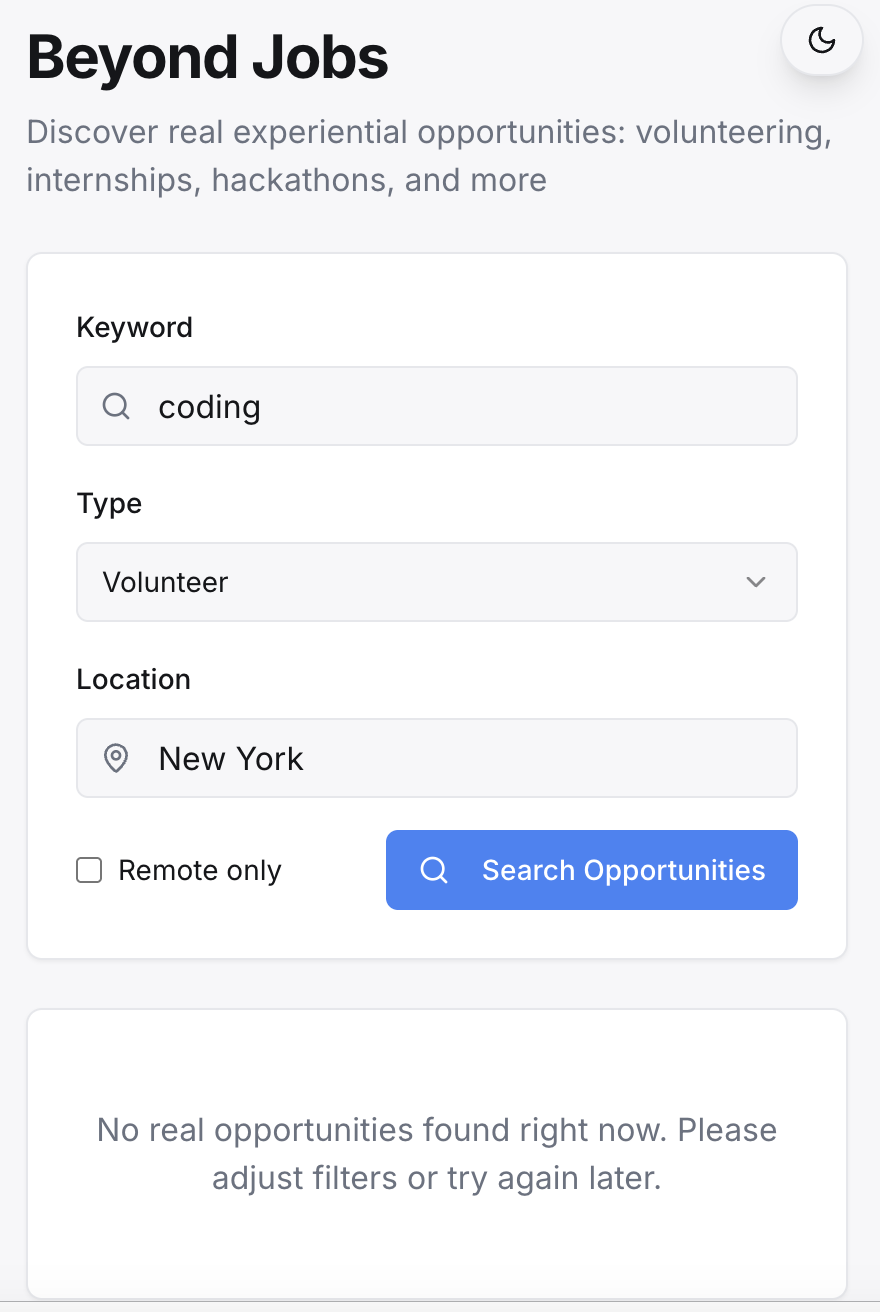 Beyond Jobs
Discover real experiential opportunities: volunteering,
internships, hackathons, and more
Keyword
coding
Type
Volunteer
Location
New York
Remote only
Search Opportunities
No real opportunities found right now. Please
adjust filters or try again later.